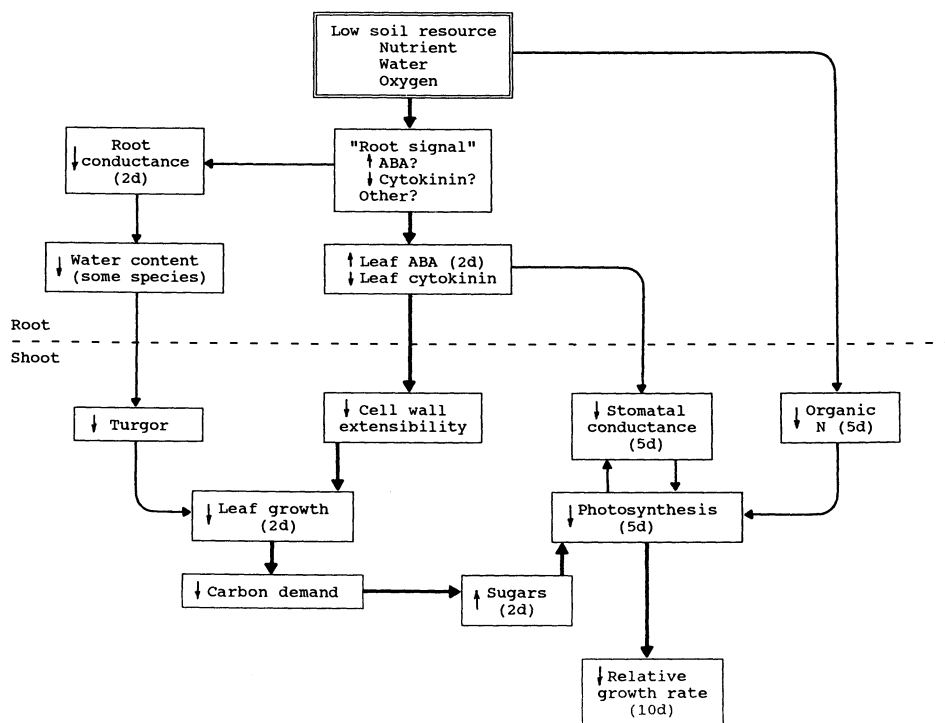 Low soil resource
Nutrient
Water
Oxygen
↓ Root
conductance
(2d)
"Root signal"
↑ ABA?
↓ Cytokinin?
Other?
↓ Water content
(some species)
↑ Leaf ABA (2d)
↓ Leaf cytokinin
Root
Shoot
↓ Turgor
↓ Cell wall
extensibility
↓ Stomatal
conductance
(5d)
↓ Organic
N (5d)
↓ Leaf growth
(2d)
↓ Photosynthesis
(5d)
↓ Carbon demand
↑ Sugars
(2d)
↓ Relative
growth rate
(10d)